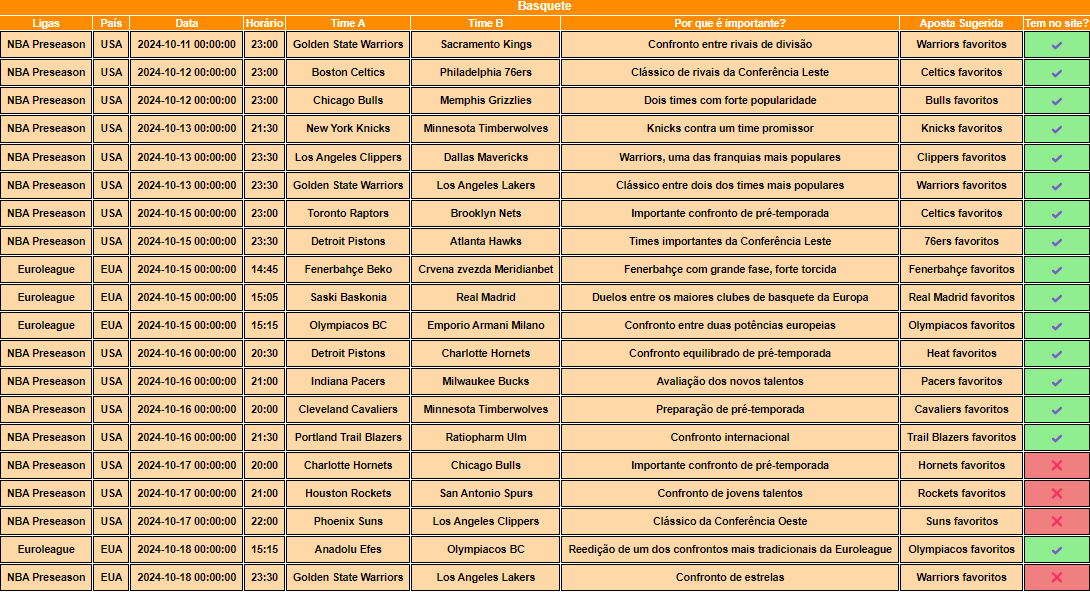 Basquete
Ligas País Data Horário Time A Time B Por que é importante? Aposta Sugerida Tem no site?
NBA Preseason USA 2024-10-11 00:00:00 23:00 Golden State Warriors Sacramento Kings Confronto entre rivais de divisão Warriors favoritos ✓
NBA Preseason USA 2024-10-12 00:00:00 23:00 Boston Celtics Philadelphia 76ers Clássico de rivais da Conferência Leste Celtics favoritos ✓
NBA Preseason USA 2024-10-12 00:00:00 23:00 Chicago Bulls Memphis Grizzlies Dois times com forte popularidade Bulls favoritos ✓
NBA Preseason USA 2024-10-13 00:00:00 21:30 New York Knicks Minnesota Timberwolves Knicks contra um time promissor Knicks favoritos ✓
NBA Preseason USA 2024-10-13 00:00:00 23:30 Los Angeles Clippers Dallas Mavericks Warriors, uma das franquias mais populares Clippers favoritos ✓
NBA Preseason USA 2024-10-13 00:00:00 23:30 Golden State Warriors Los Angeles Lakers Clássico entre dois dos times mais populares Warriors favoritos ✓
NBA Preseason USA 2024-10-15 00:00:00 23:00 Toronto Raptors Brooklyn Nets Importante confronto de pré-temporada Celtics favoritos ✓
NBA Preseason USA 2024-10-15 00:00:00 23:30 Detroit Pistons Atlanta Hawks Times importantes da Conferência Leste 76ers favoritos ✓
Euroleague EUA 2024-10-15 00:00:00 14:45 Fenerbahçe Beko Crvena zvezda Meridianbet Fenerbahçe com grande fase, forte torcida Fenerbahçe favoritos ✓
Euroleague EUA 2024-10-15 00:00:00 15:05 Saski Baskonia Real Madrid Duelos entre os maiores clubes de basquete da Europa Real Madrid favoritos ✓
Euroleague EUA 2024-10-15 00:00:00 15:15 Olympiacos BC Emporio Armani Milano Confronto entre duas potências europeias Olympiacos favoritos ✓
NBA Preseason USA 2024-10-16 00:00:00 20:30 Detroit Pistons Charlotte Hornets Confronto equilibrado de pré-temporada Heat favoritos ✓
NBA Preseason USA 2024-10-16 00:00:00 21:00 Indiana Pacers Milwaukee Bucks Avaliação dos novos talentos Pacers favoritos ✓
NBA Preseason USA 2024-10-16 00:00:00 20:00 Cleveland Cavaliers Minnesota Timberwolves Preparação de pré-temporada Cavaliers favoritos ✓
NBA Preseason USA 2024-10-16 00:00:00 21:30 Portland Trail Blazers Ratiopharm Ulm Confronto internacional Trail Blazers favoritos ✓
NBA Preseason USA 2024-10-17 00:00:00 20:00 Charlotte Hornets Chicago Bulls Importante confronto de pré-temporada Hornets favoritos ✕
NBA Preseason USA 2024-10-17 00:00:00 21:00 Houston Rockets San Antonio Spurs Confronto de jovens talentos Rockets favoritos ✕
NBA Preseason USA 2024-10-17 00:00:00 22:00 Phoenix Suns Los Angeles Clippers Clássico da Conferência Oeste Suns favoritos ✕
Euroleague EUA 2024-10-18 00:00:00 15:15 Anadolu Efes Olympiacos BC Reedição de um dos confrontos mais tradicionais da Euroleague Olympiacos favoritos ✓
NBA Preseason EUA 2024-10-18 00:00:00 23:30 Golden State Warriors Los Angeles Lakers Confronto de estrelas Warriors favoritos ✕